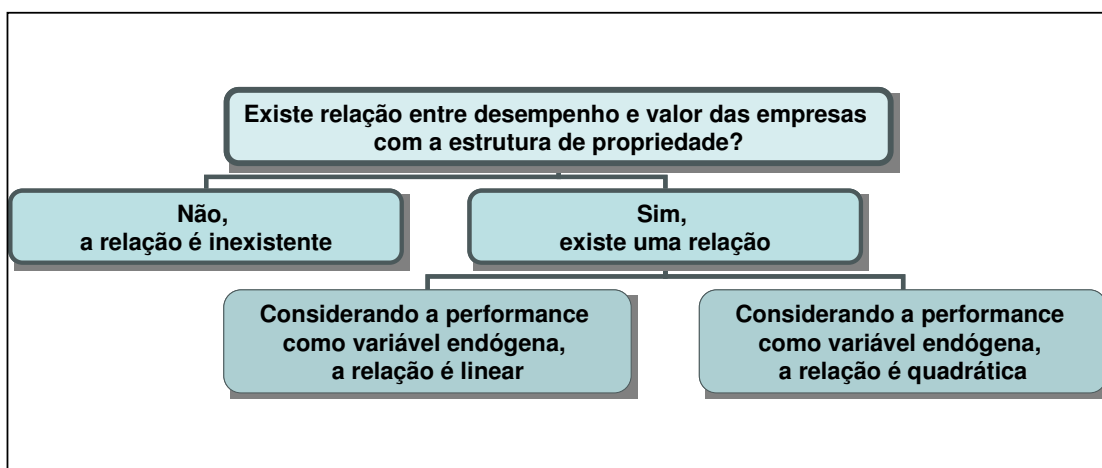 Existe relação entre desempenho e valor das empresas
com a estrutura de propriedade?
Não,
a relação é inexistente
Sim,
existe uma relação
Considerando a performance
como variável endógena,
a relação é linear
Considerando a performance
como variável endógena,
a relação é quadrática